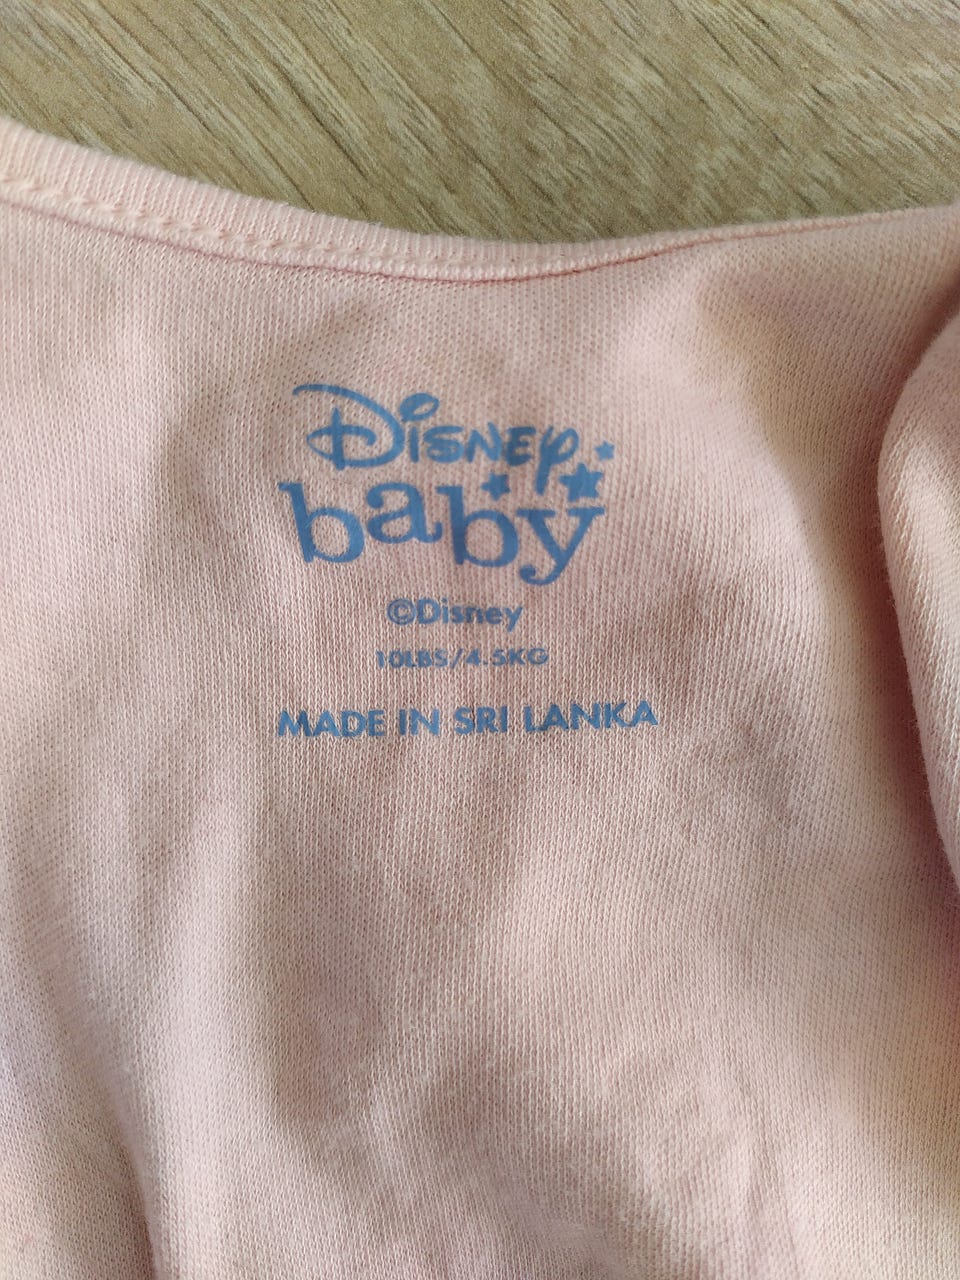 Disney
baby
©Disney
10LBS/4.5KG
MADE IN SRI LANKA